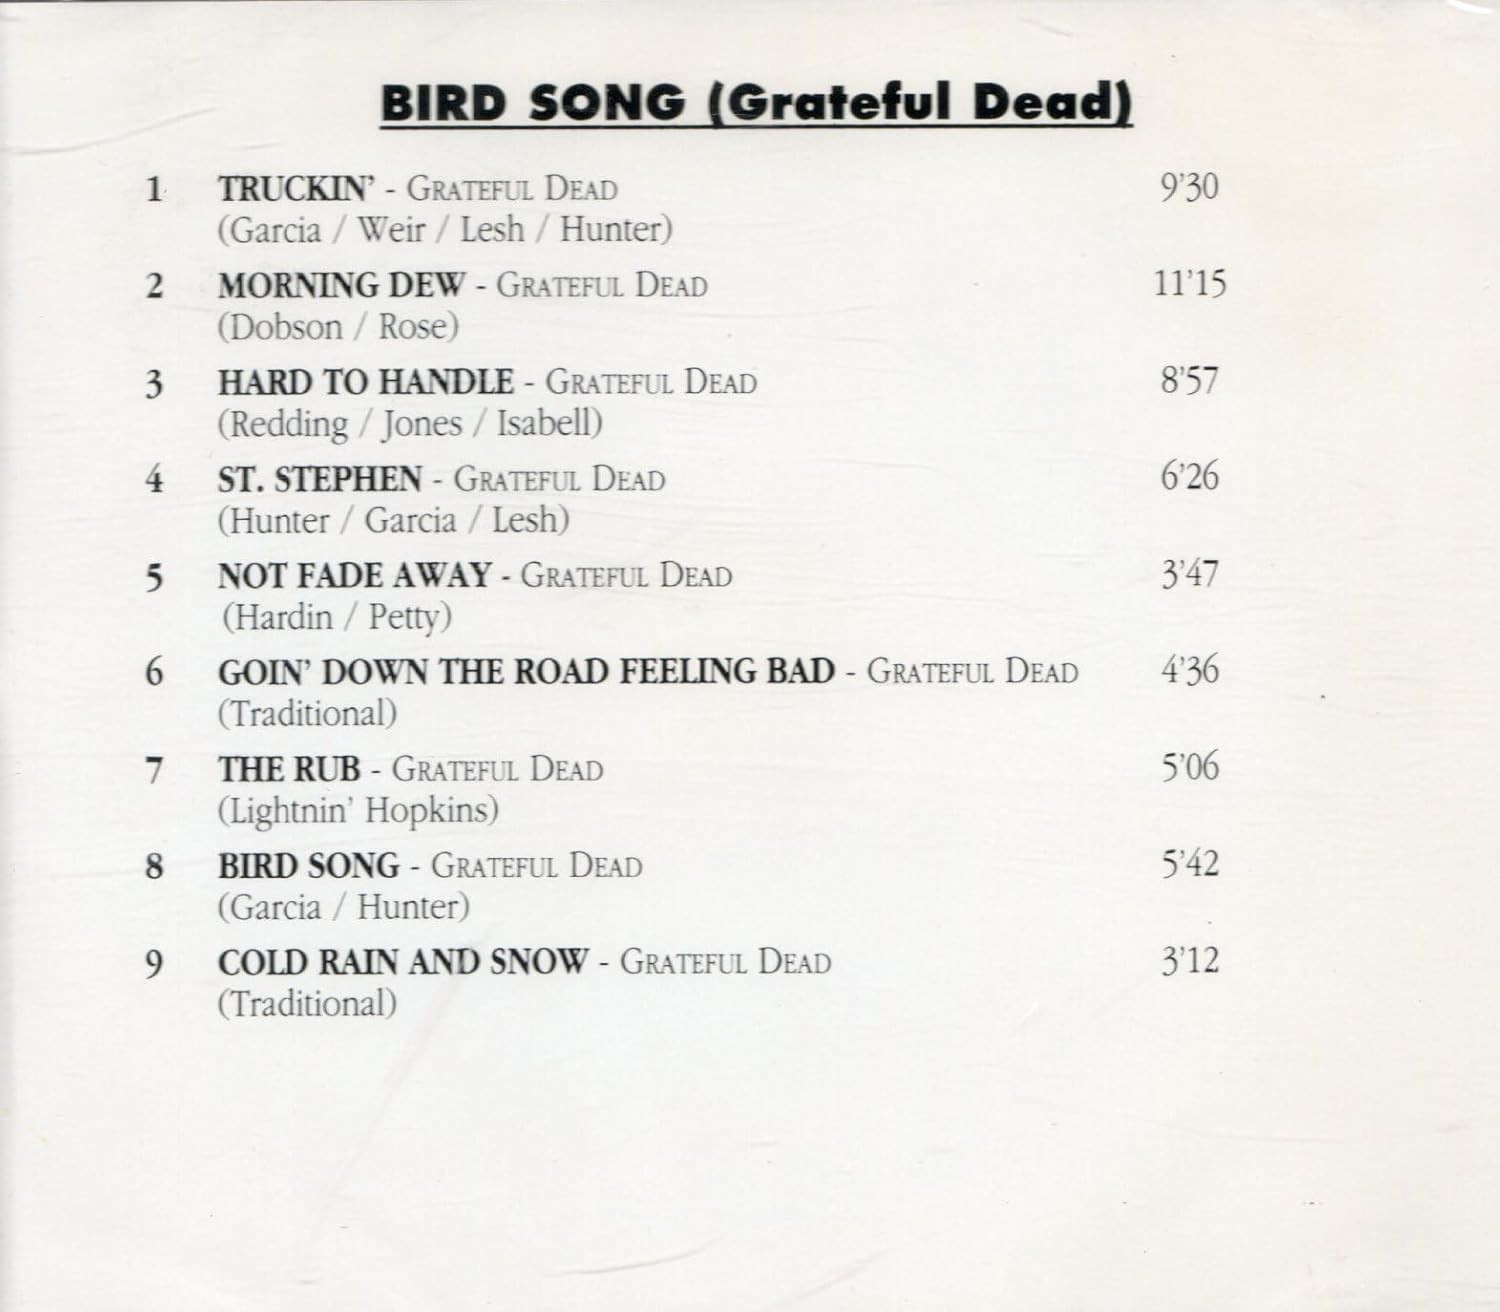 BIRD SONG (Grateful Dead)
1 TRUCKIN' - GRATEFUL DEAD 9'30
(Garcia / Weir / Lesh / Hunter)
2 MORNING DEW - GRATEFUL DEAD 11'15
(Dobson / Rose)
3 HARD TO HANDLE - GRATEFUL DEAD 8'57
(Redding / Jones / Isabell)
4 ST. STEPHEN - GRATEFUL DEAD 6'26
(Hunter / Garcia / Lesh)
5 NOT FADE AWAY - GRATEFUL DEAD 3'47
(Hardin / Petty)
6 GOIN' DOWN THE ROAD FEELING BAD - GRATEFUL DEAD 4'36
(Traditional)
7 THE RUB - GRATEFUL DEAD 5'06
(Lightnin' Hopkins)
8 BIRD SONG - GRATEFUL DEAD 5'42
(Garcia / Hunter)
9 COLD RAIN AND SNOW - GRATEFUL DEAD 3'12
(Traditional)